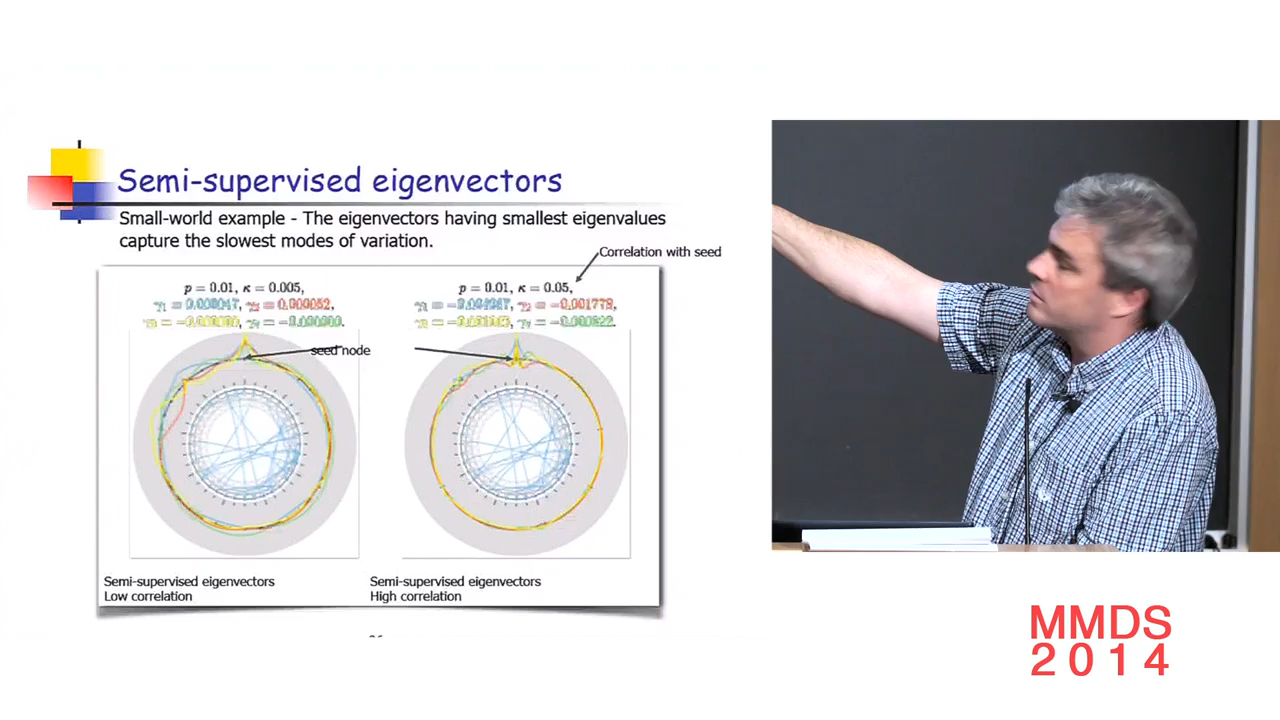 Semi-supervised eigenvectors
Small-world example - The eigenvectors having smallest eigenvalues
capture the slowest modes of variation.
Correlation with seed
p = 0.01, κ = 0.005,
p = 0.01, κ = 0.05,
seed node
Semi-supervised eigenvectors
Low correlation
Semi-supervised eigenvectors
High correlation
MMDS
2014